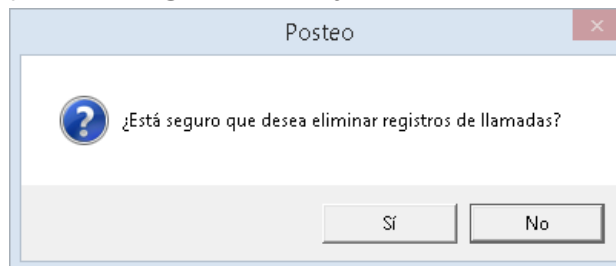 Posteo
¿Está seguro que desea eliminar registros de llamadas?
Sí
No